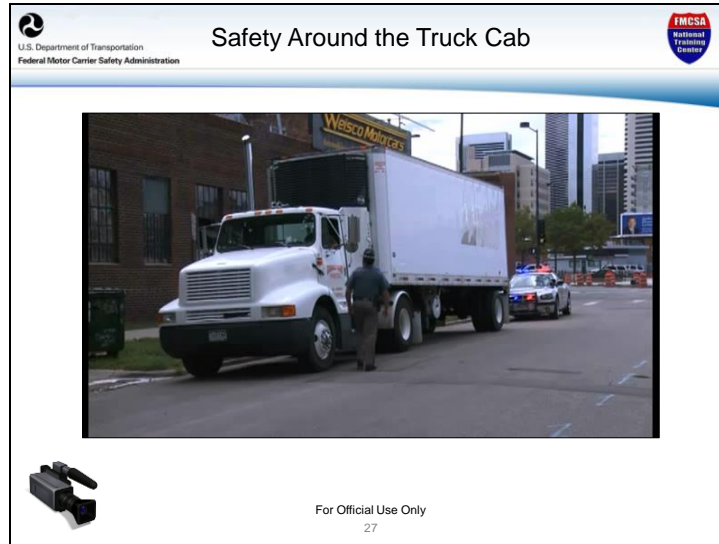 U.S. Department of Transportation
Federal Motor Carrier Safety Administration
Safety Around the Truck Cab
FMCSA
National
Training
Center
Weisco Motorcars
For Official Use Only
27